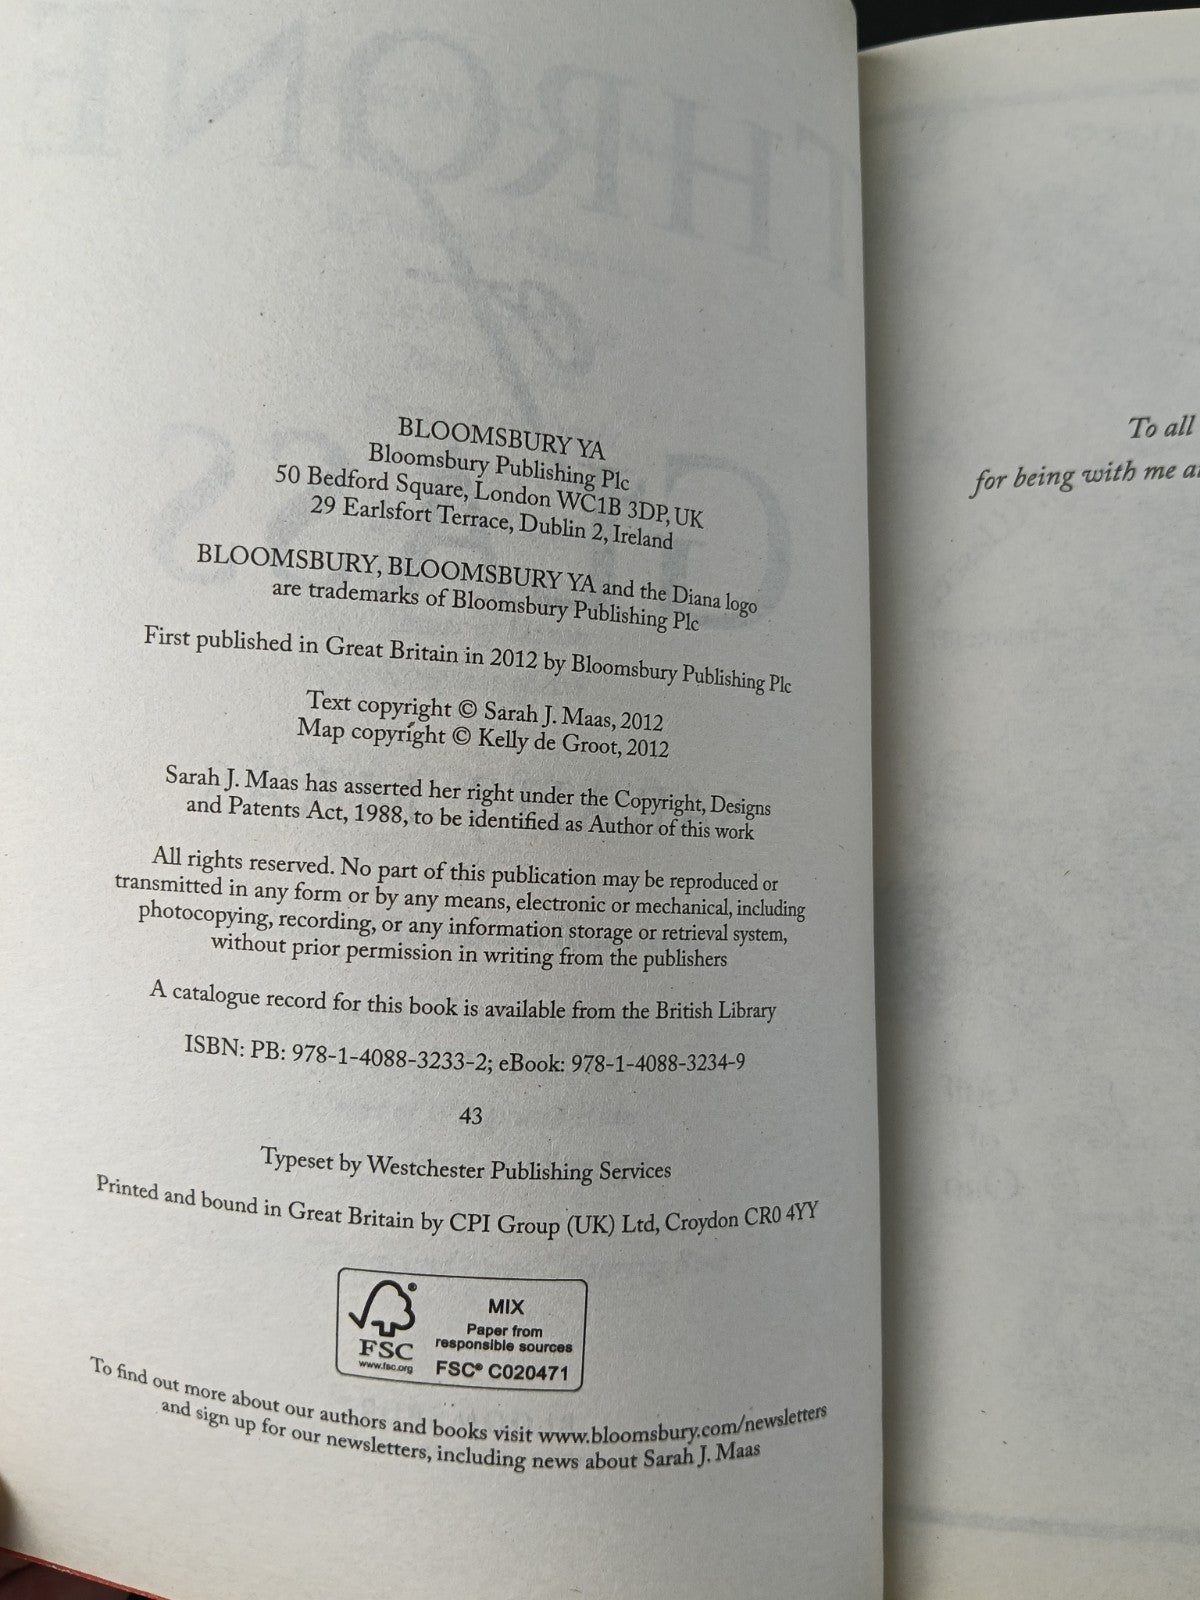 BLOOMSBURY YA
Bloomsbury Publishing Plc
50 Bedford Square, London WC1B 3DP, UK
29 Earlsfort Terrace, Dublin 2, Ireland
BLOOMSBURY, BLOOMSBURY YA and the Diana logo
are trademarks of Bloomsbury Publishing Plc
First published in Great Britain in 2012 by Bloomsbury Publishing Plc
Text copyright © Sarah J. Maas, 2012
Map copyright © Kelly de Groot, 2012
Sarah J. Maas has asserted her right under the Copyright, Designs
and Patents Act, 1988, to be identified as Author of this work
All rights reserved. No part of this publication may be reproduced or
transmitted in any form or by any means, electronic or mechanical, including
photocopying, recording, or any information storage or retrieval system,
without prior permission in writing from the publishers
A catalogue record for this book is available from the British Library
ISBN: PB: 978-1-4088-3233-2; eBook: 978-1-4088-3234-9
43
Typeset by Westchester Publishing Services
Printed and bound in Great Britain by CPI Group (UK) Ltd, Croydon CR0 4YY
FSC
www.fsc.org
MIX
Paper from
responsible sources
FSC® C020471
To find out more about our authors and books visit www.bloomsbury.com/newsletters
and sign up for our newsletters, including news about Sarah J. Maas
To all
for being with me
THRONE
of
GLASS